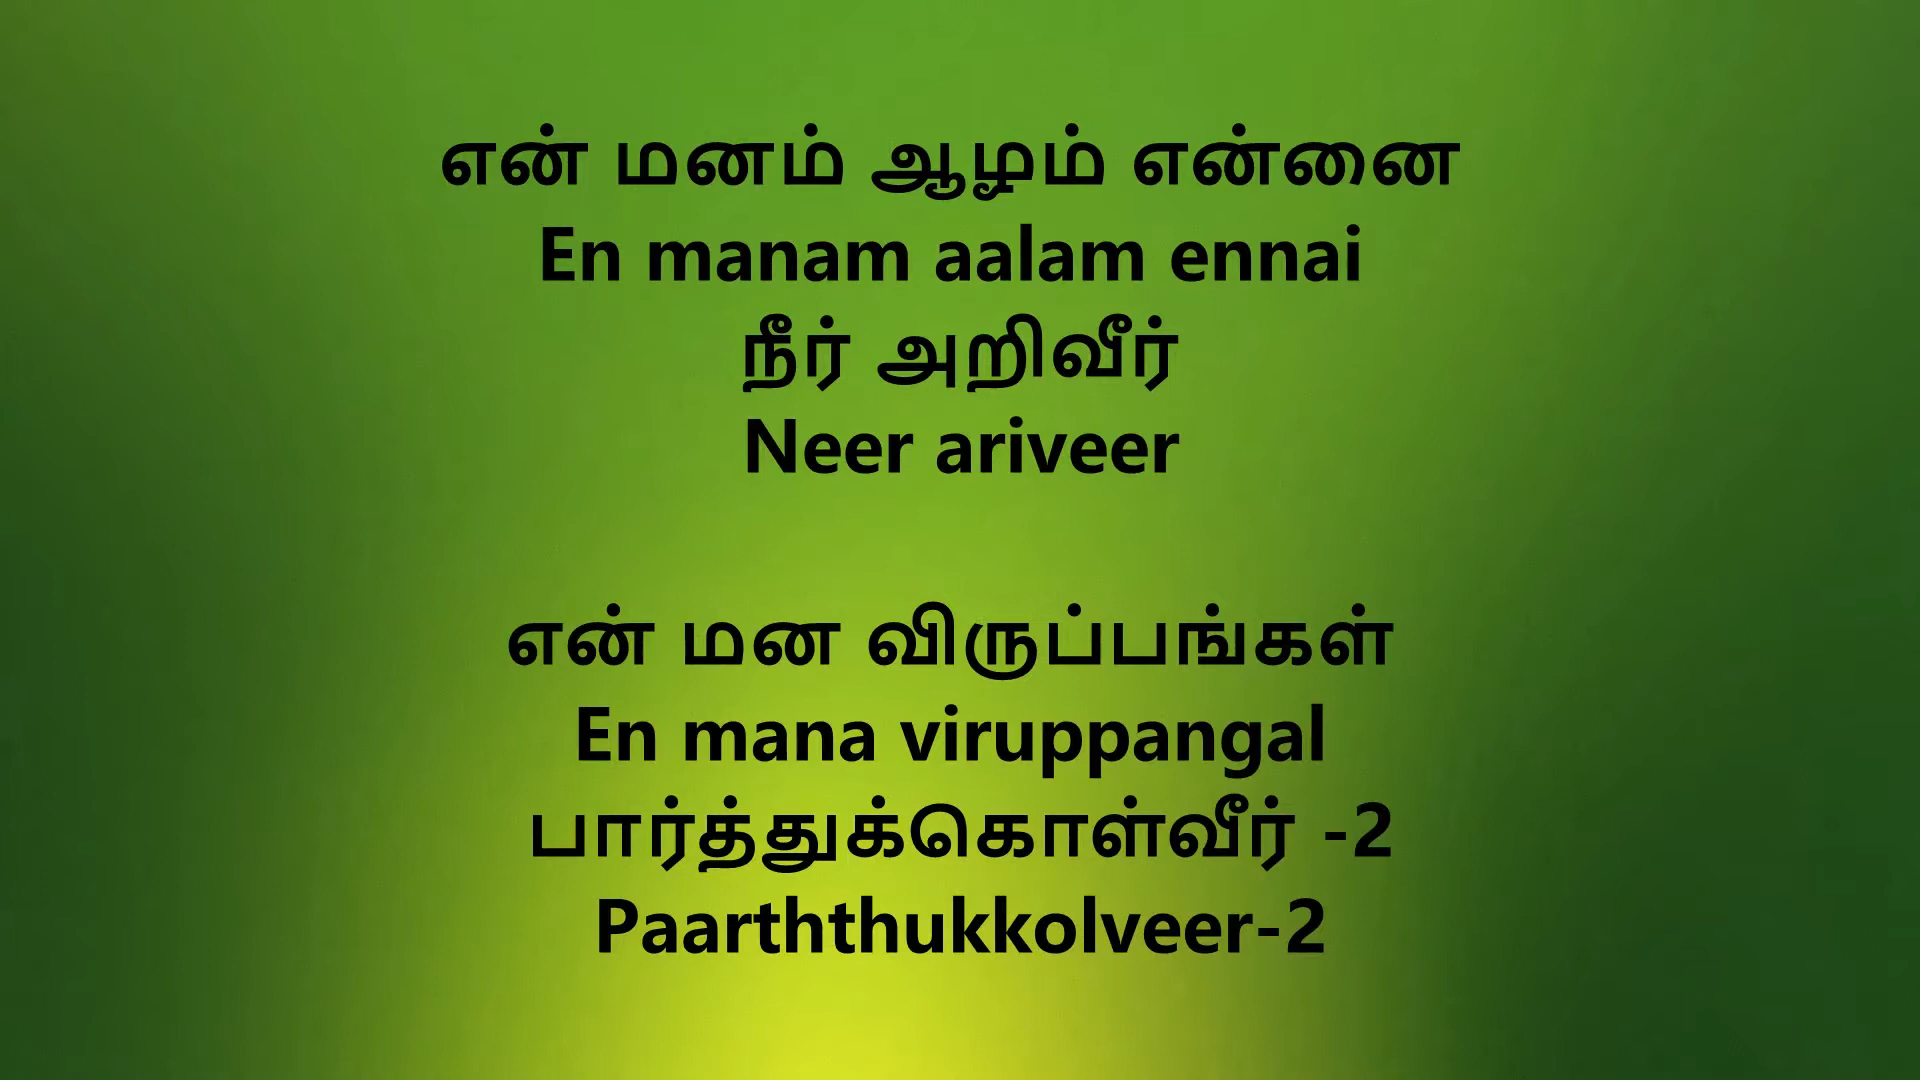 என் மனம் ஆழம் என்னை
En manam aalam ennai
நீர் அறிவீர்
Neer ariveer
என் மன விருப்பங்கள்
En mana viruppangal
பார்த்துக்கொள்வீர் -2
Paarththukkolveer-2